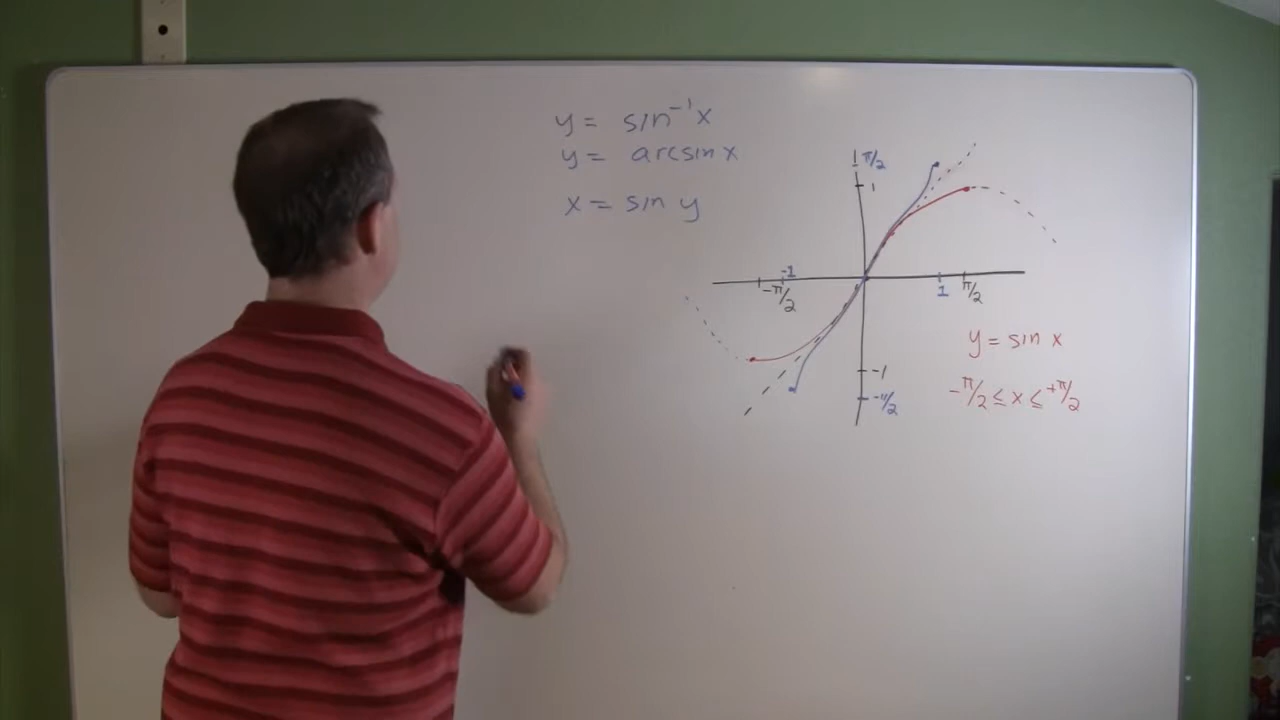 y = sin⁻¹x
y = arcsin x
x = sin y
π/2
1
-1
-π/2
1
π/2
-1
-π/2
y = sin x
-π/2 ≤ x ≤ +π/2